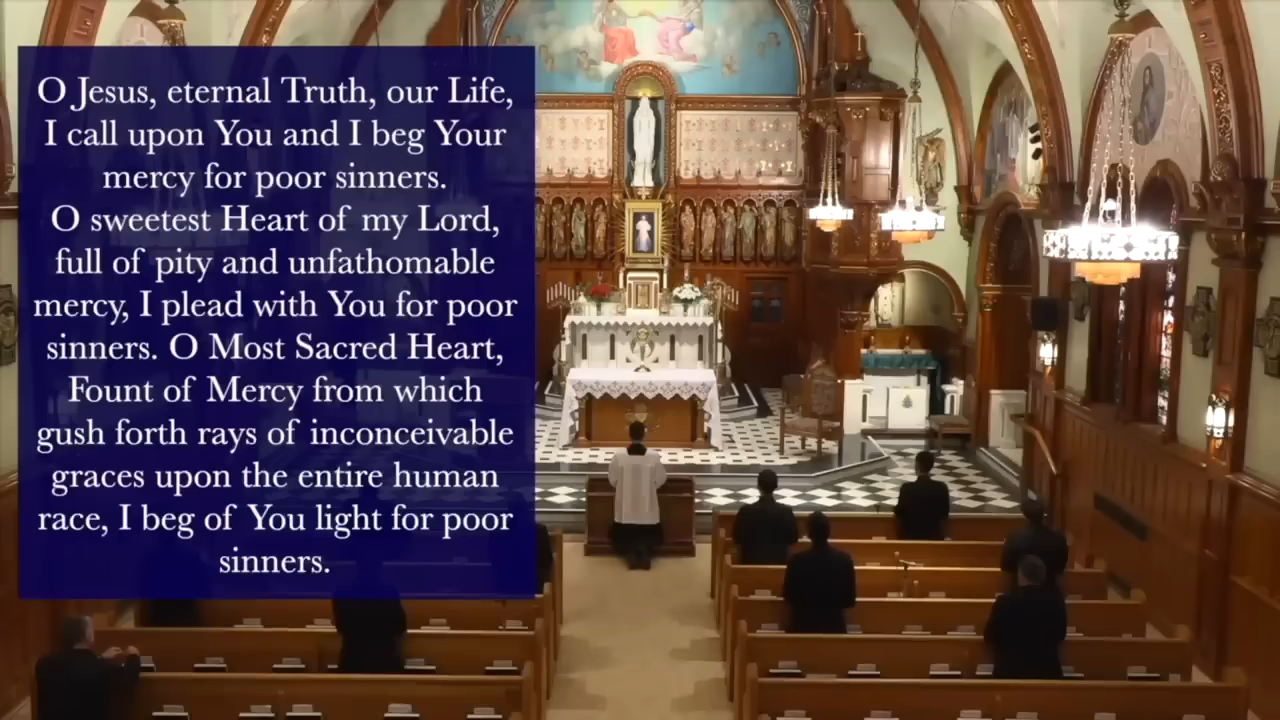 O Jesus, eternal Truth, our Life,
I call upon You and I beg Your
mercy for poor sinners.
O sweetest Heart of my Lord,
full of pity and unfathomable
mercy, I plead with You for poor
sinners. O Most Sacred Heart,
Fount of Mercy from which
gush forth rays of inconceivable
graces upon the entire human
race, I beg of You light for poor
sinners.